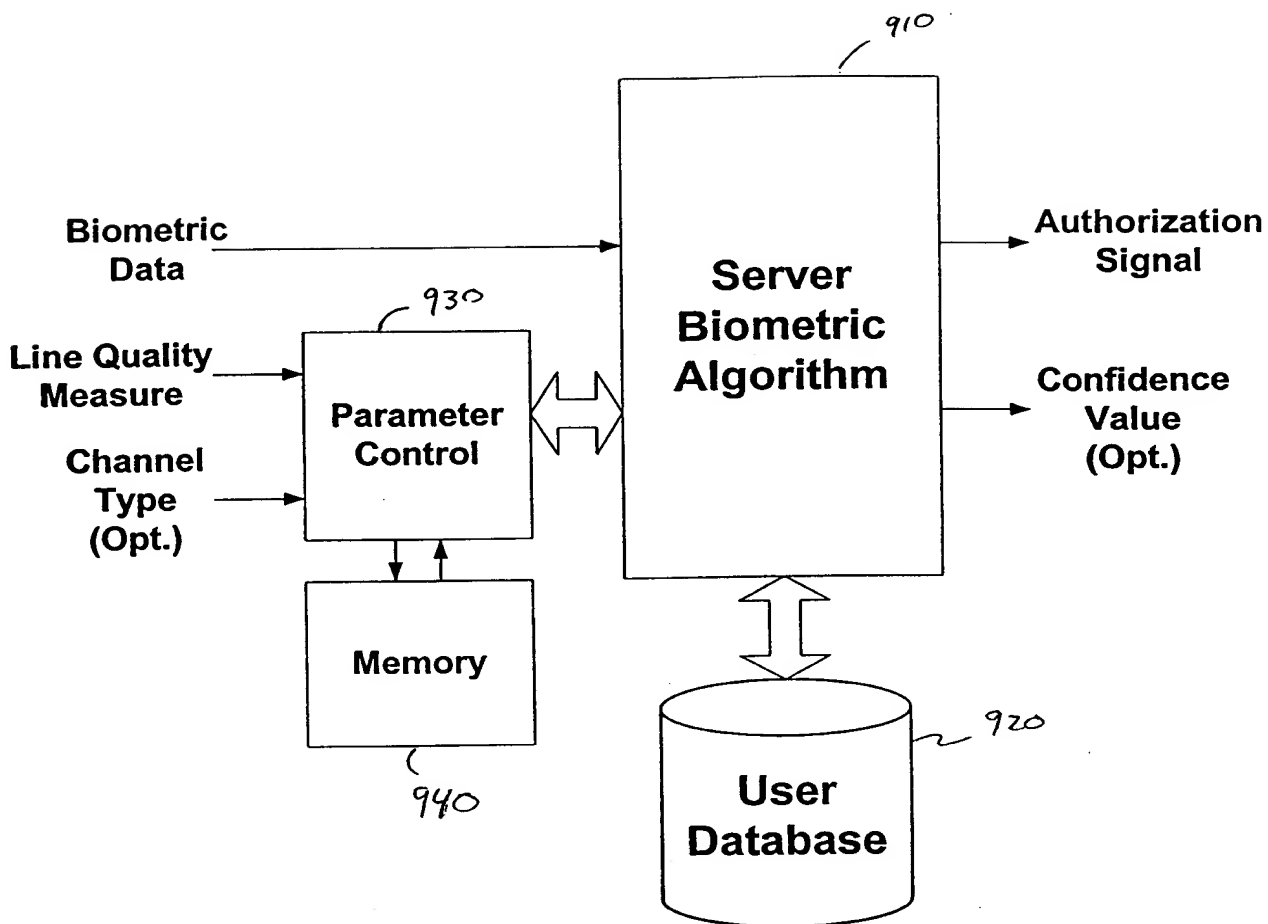 910
Biometric
Data
Server
Biometric
Algorithm
Authorization
Signal
930
Line Quality
Measure
Parameter
Control
Confidence
Value
(Opt.)
Channel
Type
(Opt.)
Memory
940
920
User
Database